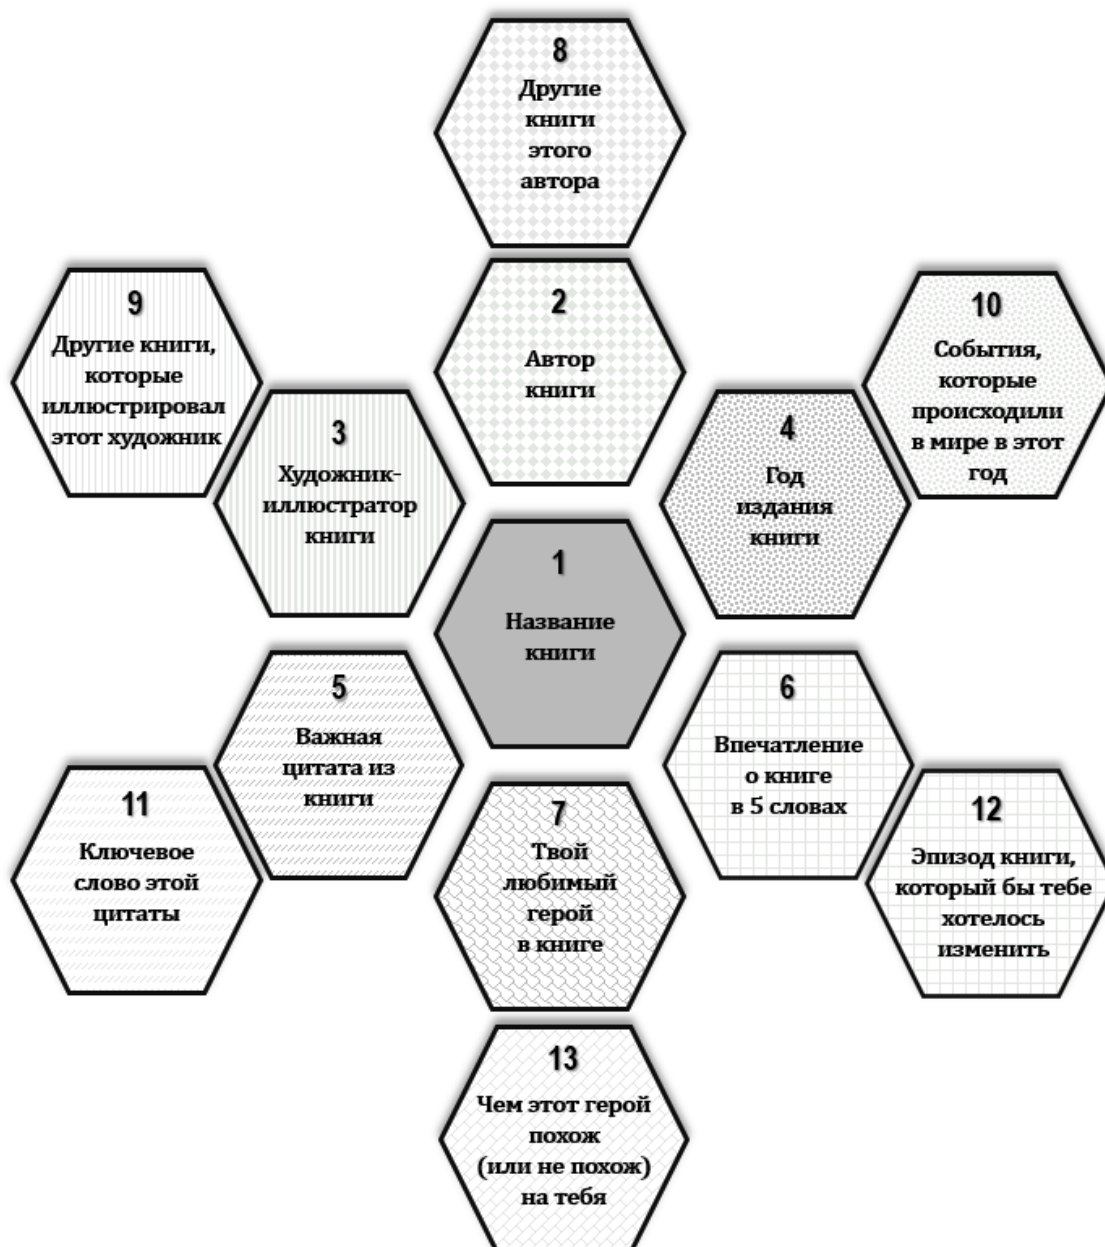 8
Другие
книги
этого
автора
2
Автор
книги
9
Другие книги,
которые
иллюстрировал
этот художник
10
События,
которые
происходили
в мире в этот
год
3
Художник-
иллюстратор
книги
4
Год
издания
книги
1
Название
книги
5
Важная
цитата из
книги
6
Впечатление
о книге
в 5 словах
11
Ключевое
слово этой
цитаты
7
Твой
любимый
герой
в книге
12
Эпизод книги,
который бы тебе
хотелось
изменить
13
Чем этот герой
похож
(или не похож)
на тебя